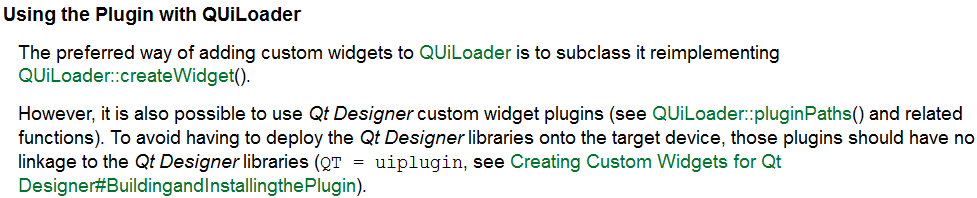 Using the Plugin with QUiLoader
The preferred way of adding custom widgets to QUiLoader is to subclass it reimplementing
QUiLoader::createWidget().
However, it is also possible to use Qt Designer custom widget plugins (see QUiLoader::pluginPaths() and related
functions). To avoid having to deploy the Qt Designer libraries onto the target device, those plugins should have no
linkage to the Qt Designer libraries (QT = uiplugin, see Creating Custom Widgets for Qt
Designer#BuildingandInstallingthePlugin).